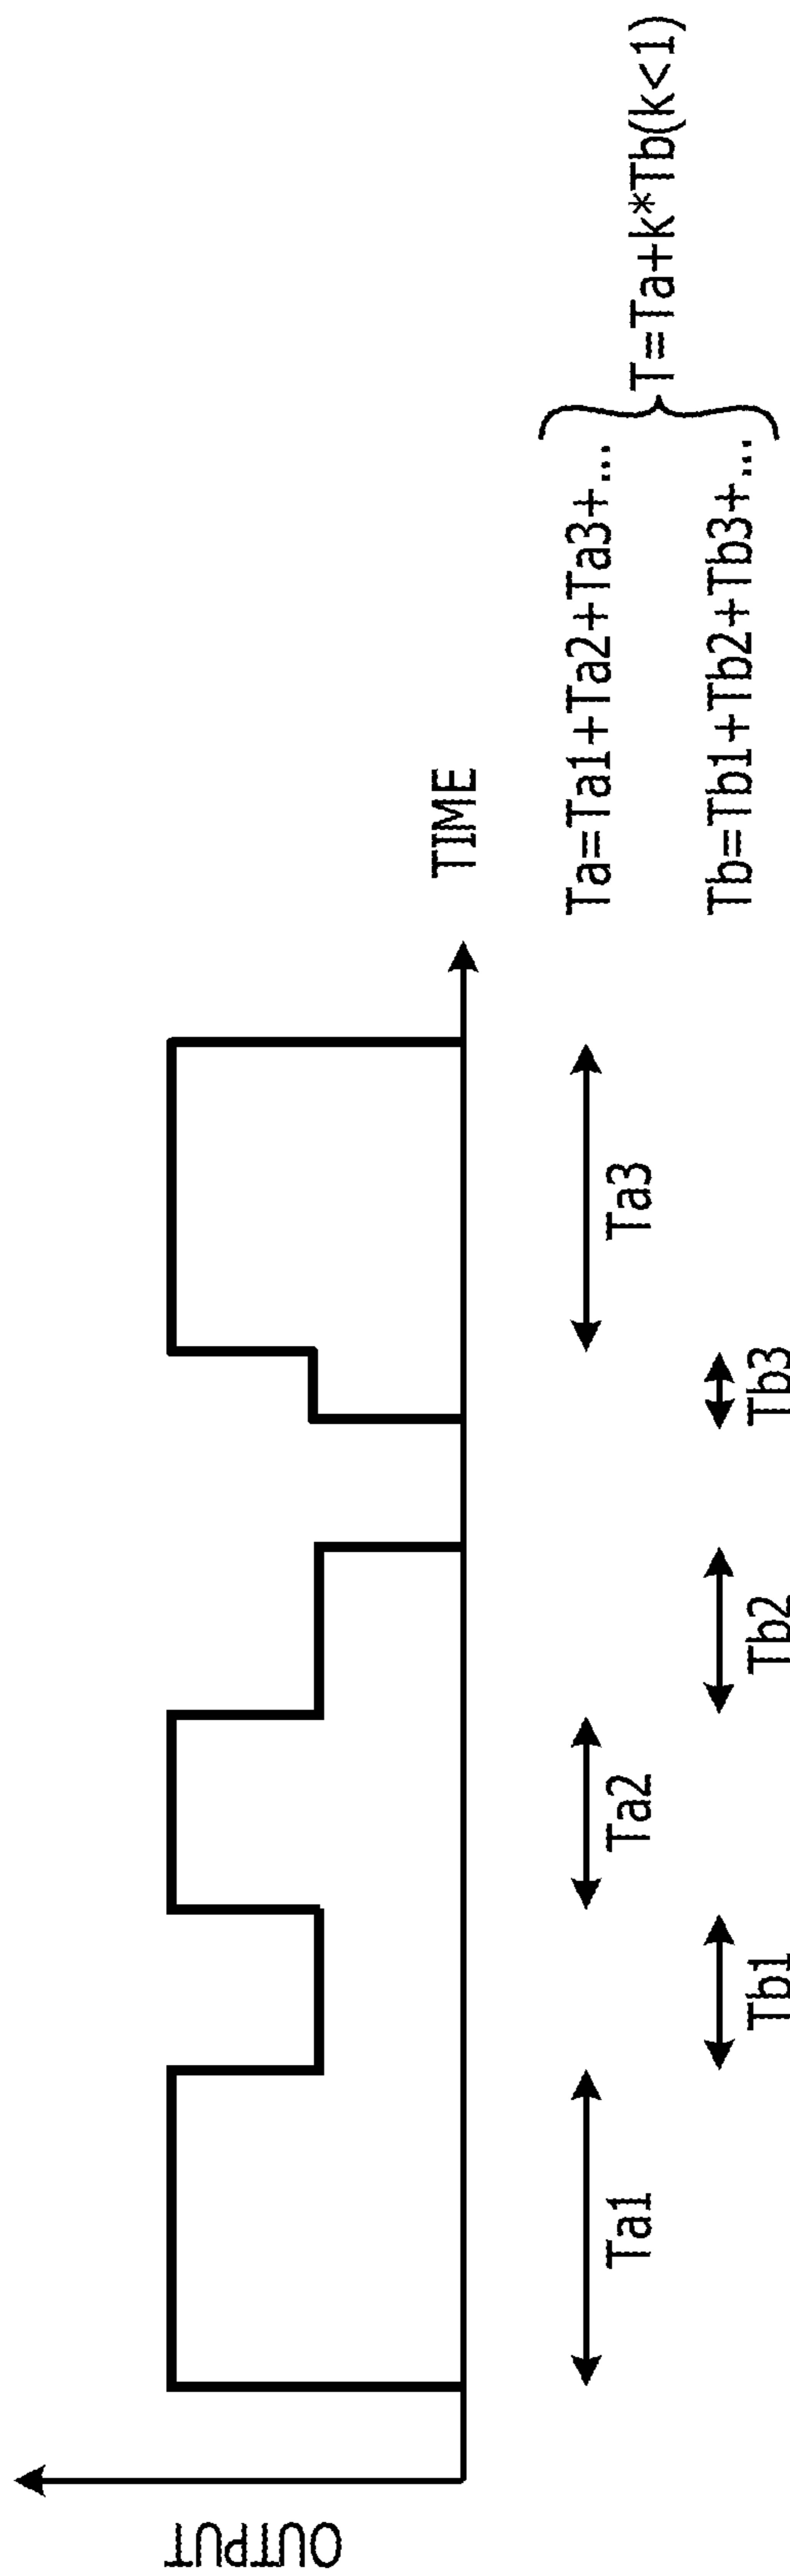 OUTPUT
TIME
Ta1
Ta2
Ta3
Tb1
Tb2
Tb3
Ta=Ta1+Ta2+Ta3+...
Tb=Tb1+Tb2+Tb3+...
T=Ta+k*Tb(k<1)